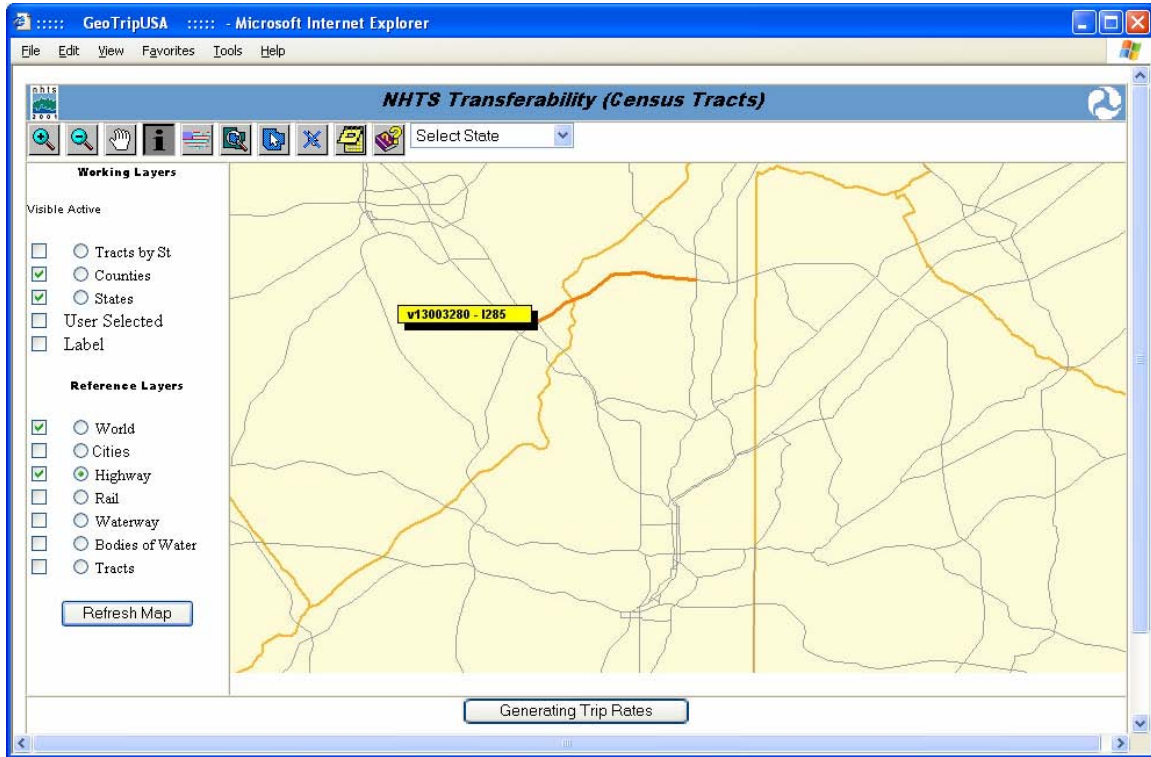 ::::: GeoTripUSA ::::: - Microsoft Internet Explorer
File Edit View Favorites Tools Help
nhts
2001
NHTS Transferability (Census Tracts)
Select State
Working Layers
Visible Active
Tracts by St
Counties
States
User Selected
Label
Reference Layers
World
Cities
Highway
Rail
Waterway
Bodies of Water
Tracts
Refresh Map
v13003280 - I285
Generating Trip Rates